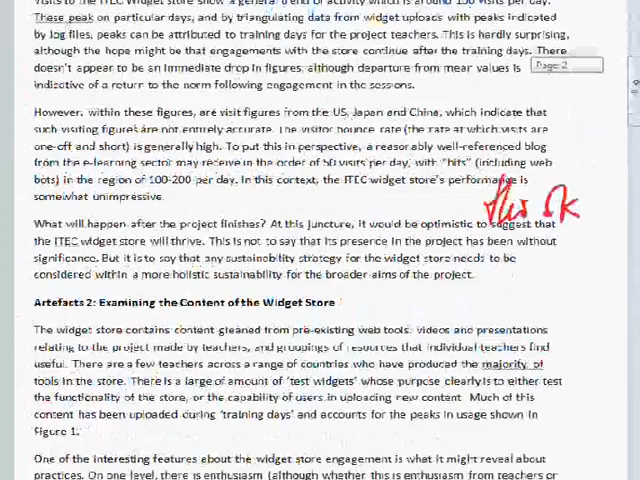 Visits to the ITEC Widget store show a general trend of activity which is around 150 visits per day.
These peak on particular days, and by triangulating data from widget uploads with peaks indicated
by log files, peaks can be attributed to training days for the project teachers. This is hardly surprising,
although the hope might be that engagements with the store continue after the training days. There
doesn't appear to be an immediate drop in figures, although departure from mean values is
Page: 2
indicative of a return to the norm following engagement in the sessions.
However, within these figures, are visit figures from the US, Japan and China, which indicate that
such visiting figures are not entirely accurate. The visitor bounce rate (the rate at which visits are
one-off and short) is generally high. To put this in perspective, a reasonably well-referenced blog
from the e-learning sector may receive in the order of 50 visits per day, with "hits" (including web
bots) in the region of 100-200 per day. In this context, the ITEC widget store's performance is
somewhat unimpressive.
What will happen after the project finishes? At this juncture, it would be optimistic to suggest that
the ITEC widget store will thrive. This is not to say that its presence in the project has been without
significance. But it is to say that any sustainability strategy for the widget store needs to be
considered within a more holistic sustainability for the broader aims of the project.
Artefacts 2: Examining the Content of the Widget Store
The widget store contains content gleaned from pre-existing web tools, videos and presentations
relating to the project made by teachers, and groupings of resources that individual teachers find
useful. There are a few teachers across a range of countries who have produced the majority of
tools in the store. There is a large of amount of 'test widgets' whose purpose clearly is to either test
the functionality of the store, or the capability of users in uploading new content. Much of this
content has been uploaded during 'training days' and accounts for the peaks in usage shown in
Figure 1.
One of the interesting features about the widget store engagement is what it might reveal about
practices. On one level, there is enthusiasm (although whether this is enthusiasm from teachers or